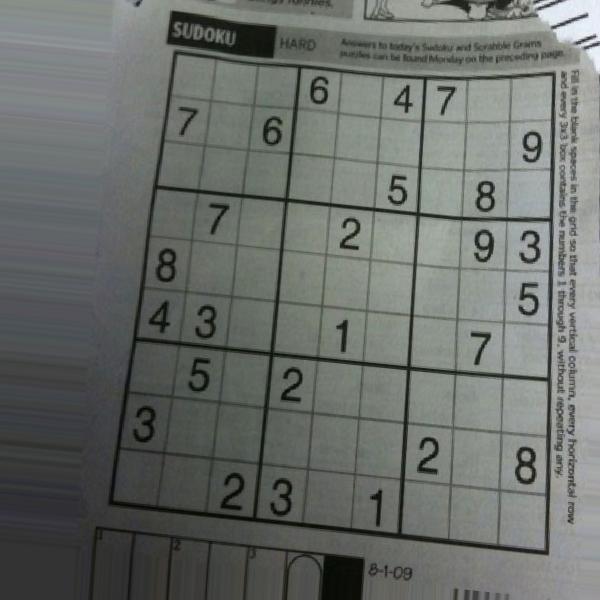 SUDOKU HARD Answers to today's Sudoku and Scrabble Grams
puzzles can be found Monday on the preceding page.
6 4 7
7 6 9
5 8
7 2 9 3
8 5
4 3 1 7
5 2
3 2 8
2 3 1
Fill in the blank spaces in the grid so that every vertical column, every horizontal row
and every 3x3 box contains the numbers 1 through 9, without repeating any.
1 2 3
8-1-09